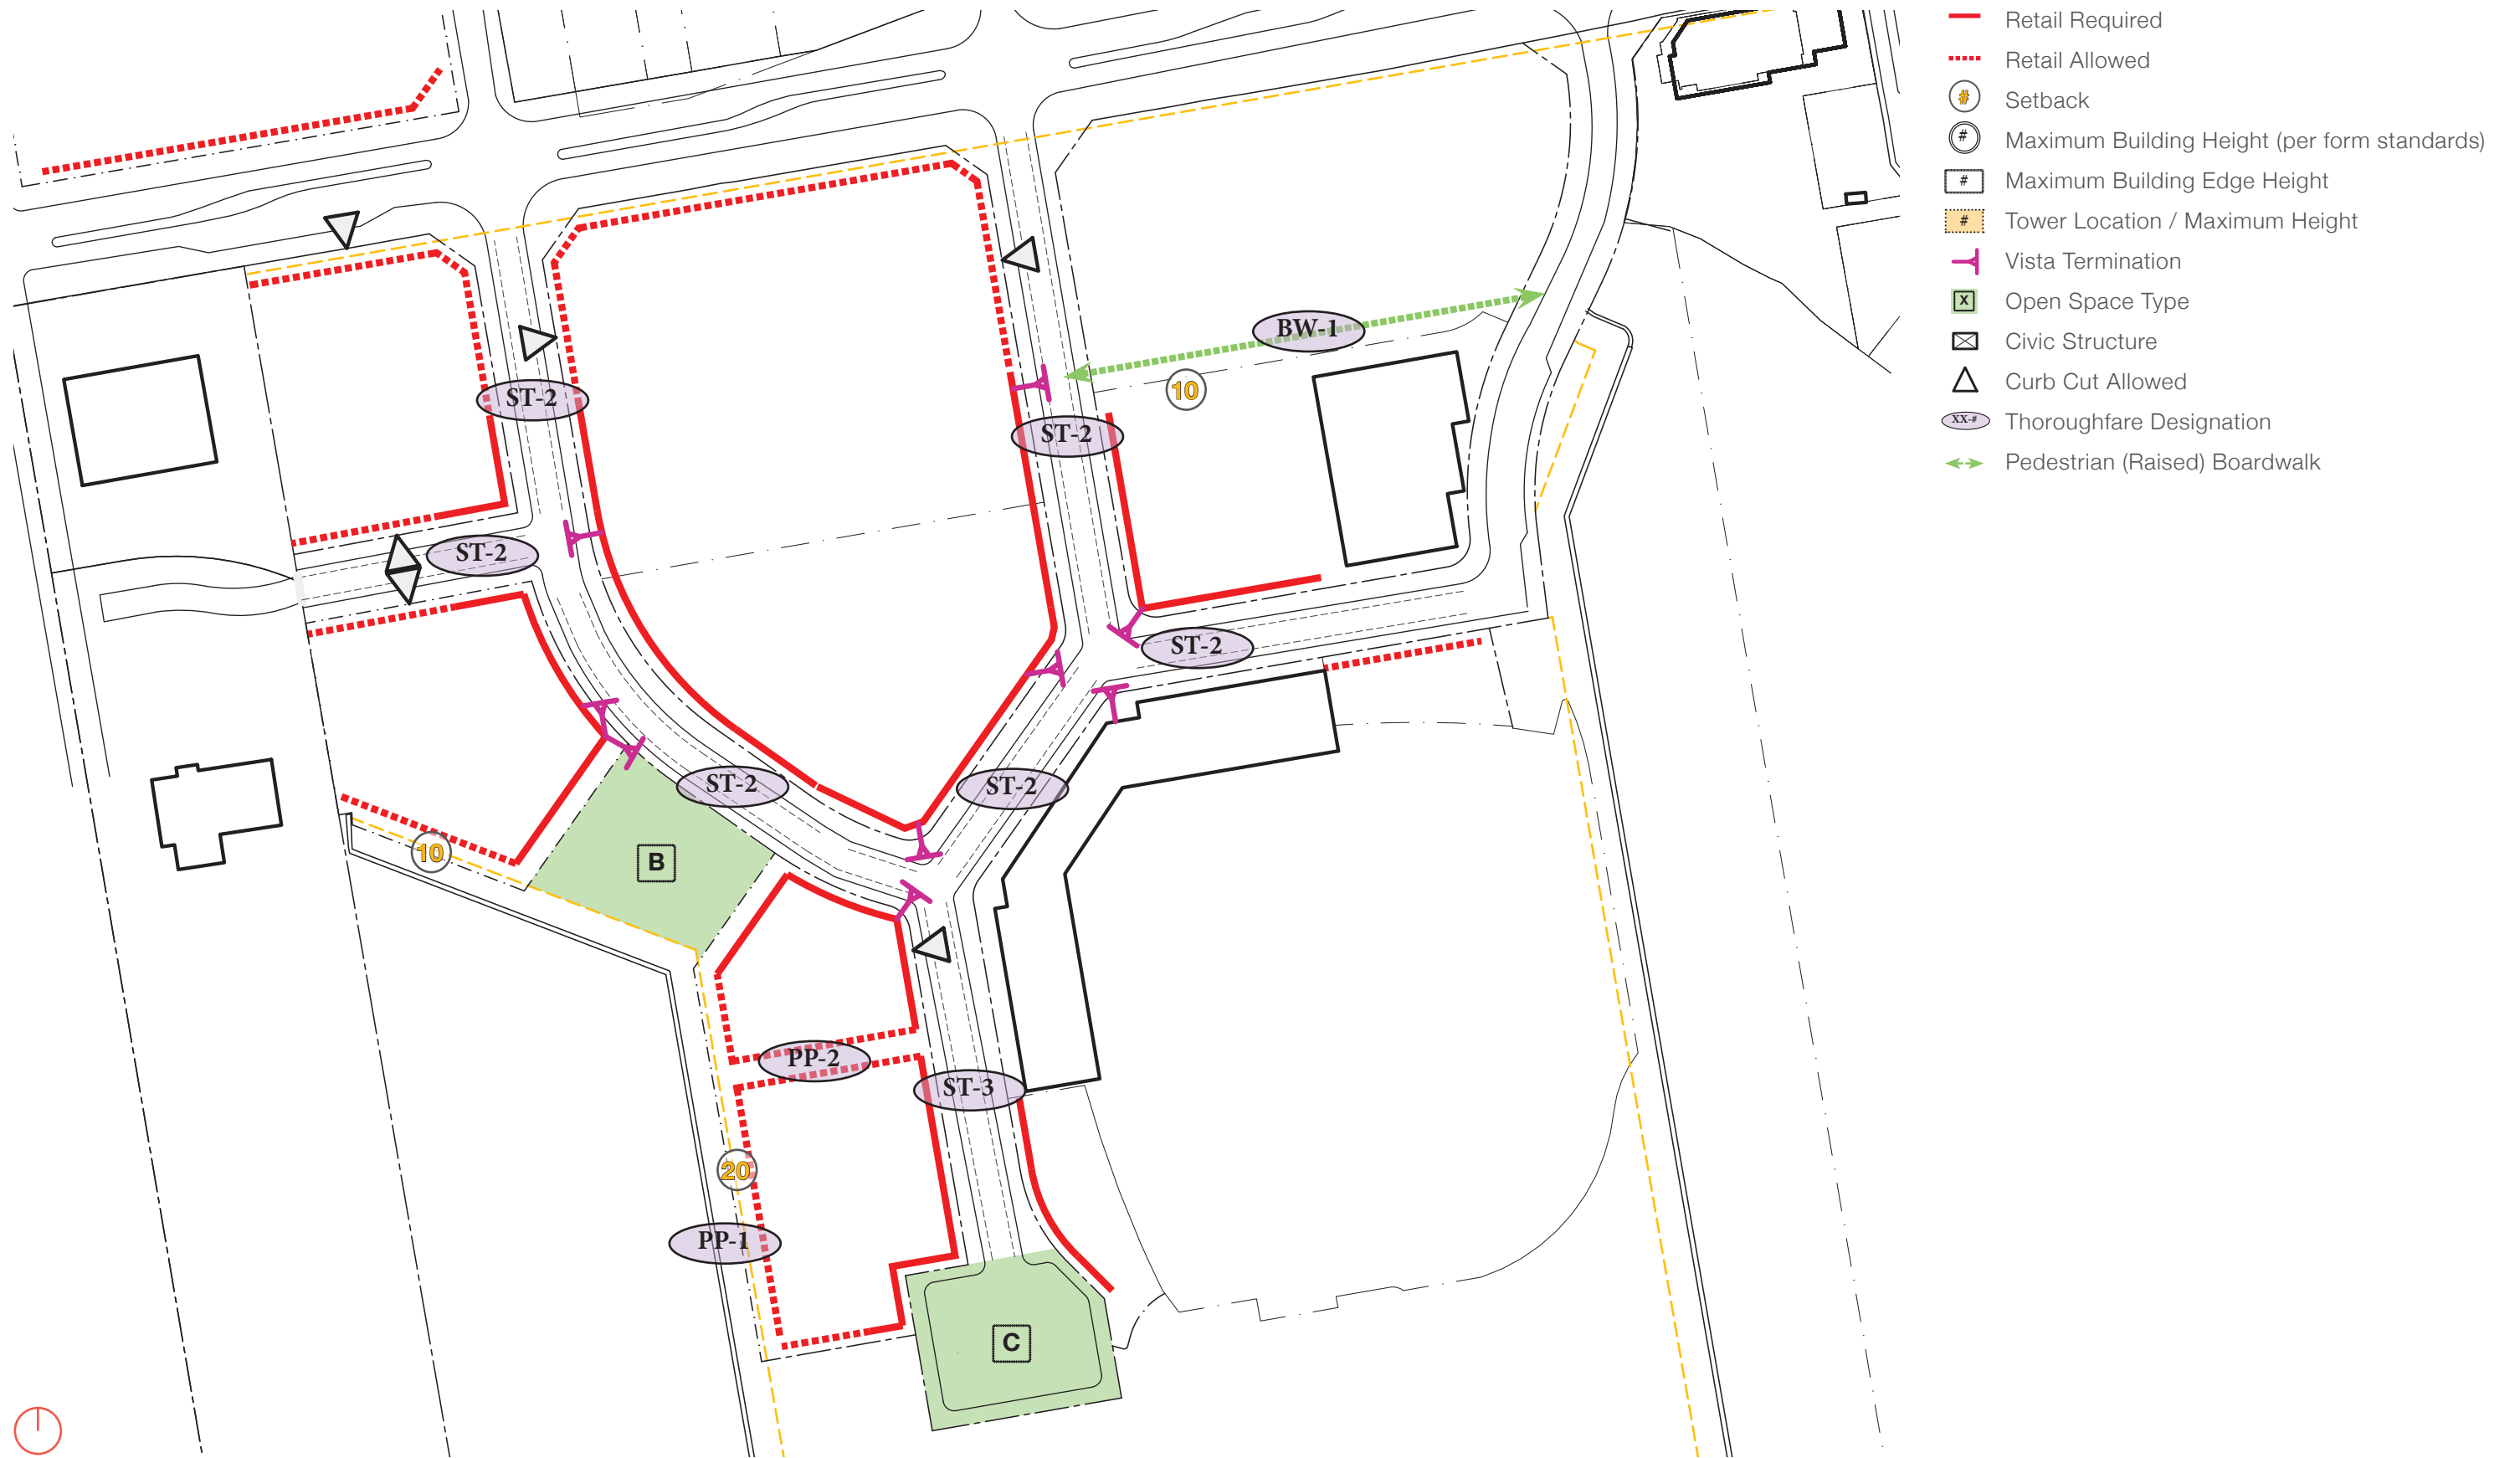 Retail Required
Retail Allowed
# Setback
# Maximum Building Height (per form standards)
# Maximum Building Edge Height
# Tower Location / Maximum Height
Vista Termination
X Open Space Type
Civic Structure
Curb Cut Allowed
XX-# Thoroughfare Designation
Pedestrian (Raised) Boardwalk
BW-1
10
ST-2
ST-2
ST-2
ST-2
ST-2
ST-2
10
B
PP-2
ST-3
20
PP-1
C